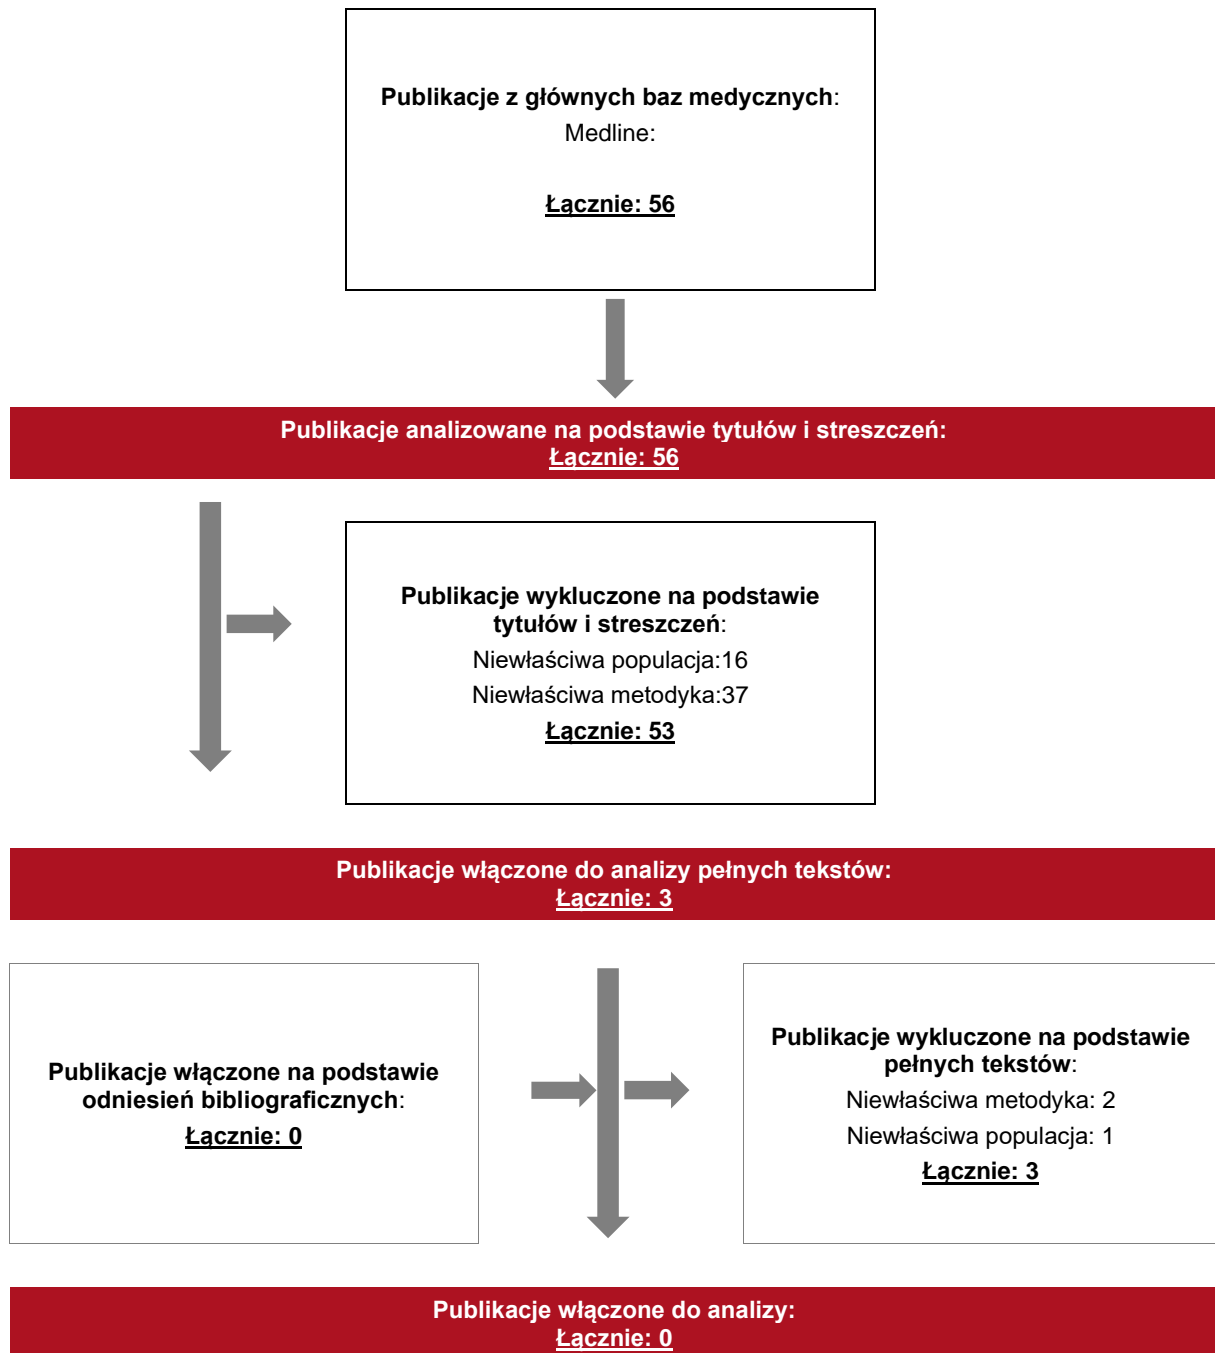 Publikacje z głównych baz medycznych:
Medline:
Łącznie: 56
Publikacje analizowane na podstawie tytułów i streszczeń:
Łącznie: 56
Publikacje wykluczone na podstawie
tytułów i streszczeń:
Niewłaściwa populacja:16
Niewłaściwa metodyka:37
Łącznie: 53
Publikacje włączone do analizy pełnych tekstów:
Łącznie: 3
Publikacje włączone na podstawie
odniesień bibliograficznych:
Łącznie: 0
Publikacje wykluczone na podstawie
pełnych tekstów:
Niewłaściwa metodyka: 2
Niewłaściwa populacja: 1
Łącznie: 3
Publikacje włączone do analizy:
Łącznie: 0